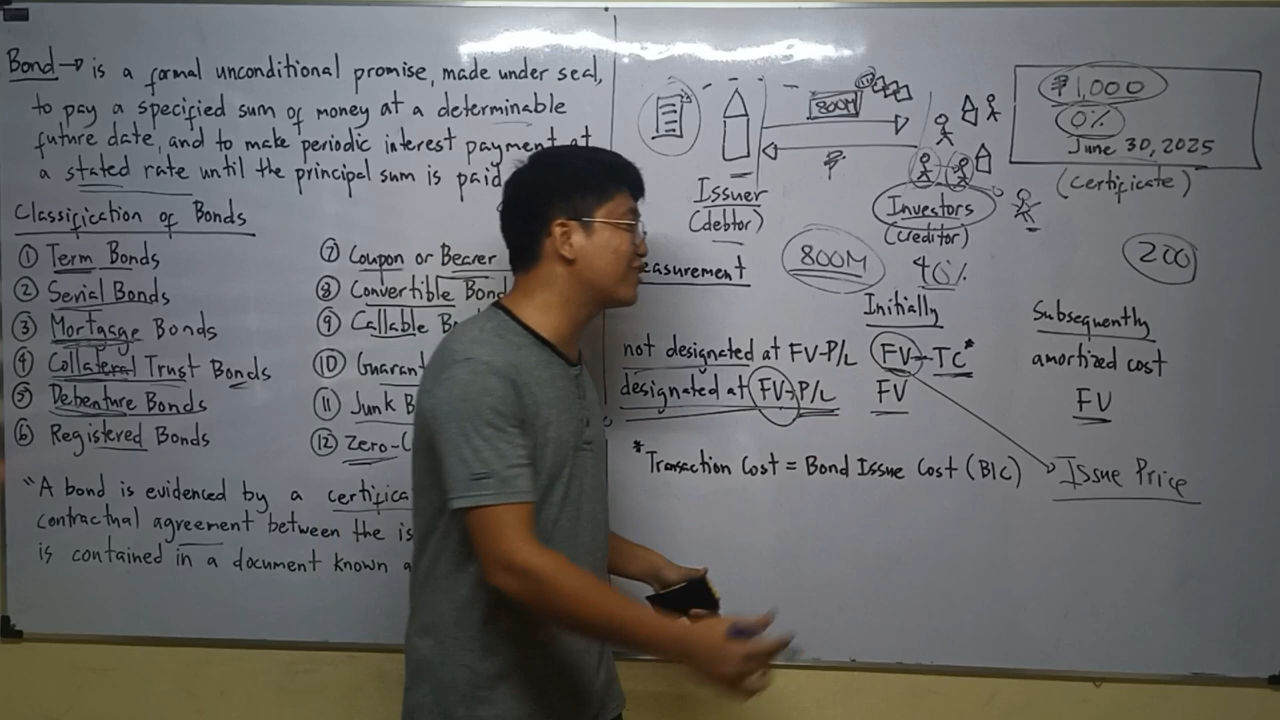 Bond → is a formal unconditional promise, made under seal,
to pay a specified sum of money at a determinable
future date, and to make periodic interest payment at
a stated rate until the principal sum is paid
Classification of Bonds
① Term Bonds
② Serial Bonds
③ Mortgage Bonds
④ Collateral Trust Bonds
⑤ Debenture Bonds
⑥ Registered Bonds
⑦ Coupon or Bearer
⑧ Convertible Bond
⑨ Callable
⑩
⑪ Junk
⑫ Zero-
"A bond is evidenced by a
contractual agreement between the
is contained in a document known
800M
₱
Issuer
(debtor)
Investors
(creditor)
₱1,000
0%
June 30, 2025
(certificate)
800M
40%
200
Initially
Subsequently
not designated at FV-P/L FV-TC* amortized cost
designated at FV-P/L FV FV
*Transaction Cost = Bond Issue Cost (BIC)
Issue Price